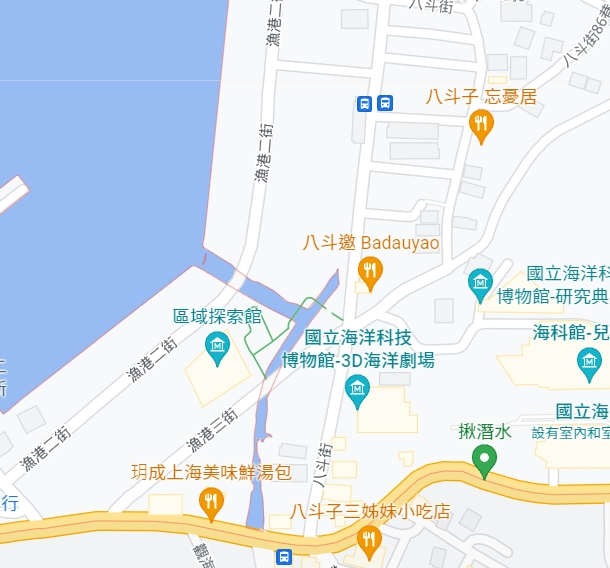 漁港二街
八斗街
八斗街86巷
八斗子 忘憂居
漁港二街
八斗邀 Badauyao
國立海洋科
博物館-研究典
區域探索館
國立海洋科技
博物館-3D海洋劇場
海科館-兒
漁港二街
所
國立海
設有室內和室
漁港三街
揪潛水
漁港二街
八斗街
玥成上海美味鮮湯包
行
八斗子三姊妹小吃店
觀海